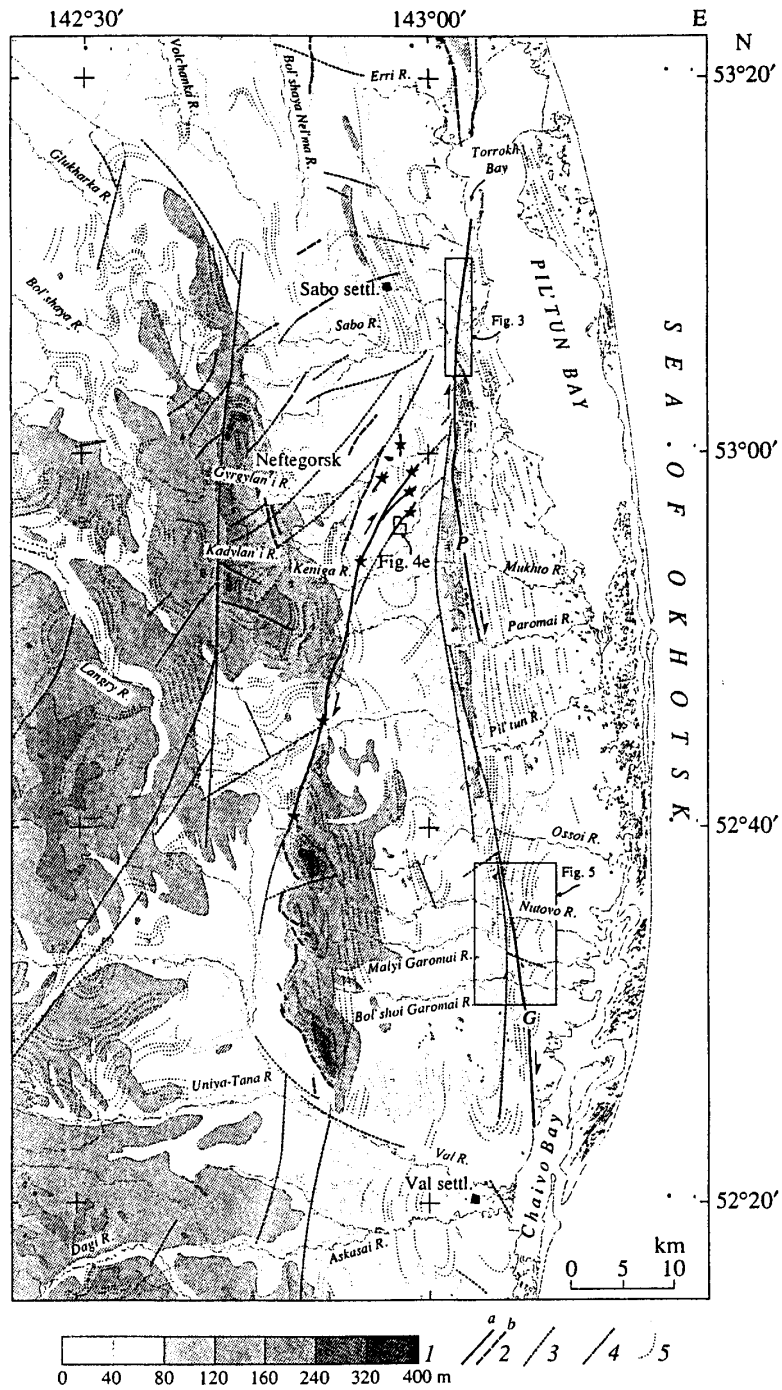 142°30′ 143°00′ E
N
53°20′
Erri R.
Volchanka R.
Bol'shaya Nel'ma R.
Torrokh
Bay
Glukharka R.
PIL'TUN BAY
Sabo settl.
Fig. 3
Bol'shaya R.
Sabo R.
SEA OF OKHOTSK
53°00′
Neftegorsk
Gyrgylan'i R.
Kadylan'i R.
Keniga R.
Fig. 4e
P
Mukhto R.
Paromai R.
Langry R.
Pil'tun R.
52°40′
Ossoi R.
Fig. 5
Nutovo R.
Malyi Garomai R.
Bol'shoi Garomai R.
G
Uniya-Tana R
Val R.
Val settl.
Chaivo Bay
52°20′
Dagi R.
Askasai R.
km
0 5 10
a b
1 2 3 4 5
0 40 80 120 160 240 320 400 m